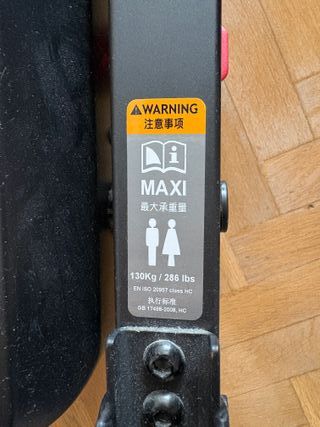 WARNING
注意事项
MAXI
最大承重量
130Kg / 286 lbs
EN ISO 20957 class HC
执行标准
GB 17498-2008, HC